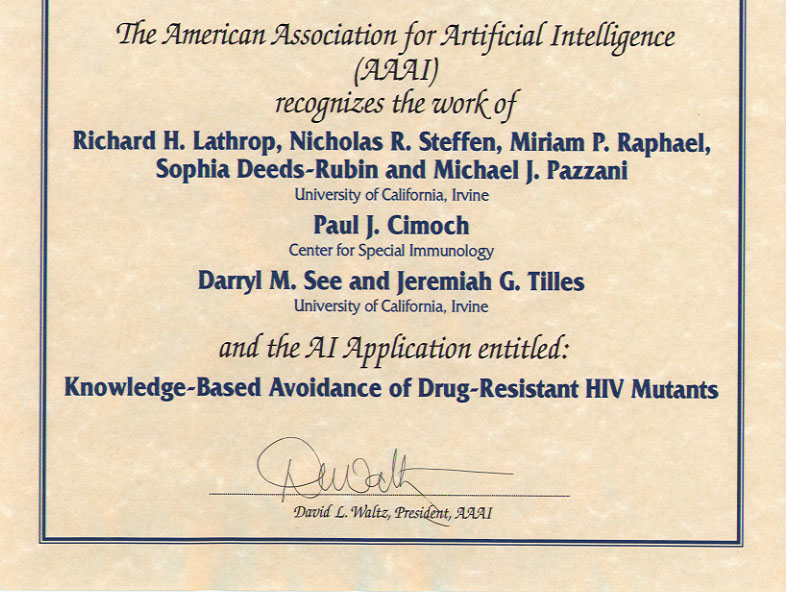 The American Association for Artificial Intelligence
(AAAI)
recognizes the work of
Richard H. Lathrop, Nicholas R. Steffen, Miriam P. Raphael,
Sophia Deeds-Rubin and Michael J. Pazzani
University of California, Irvine
Paul J. Cimoch
Center for Special Immunology
Darryl M. See and Jeremiah G. Tilles
University of California, Irvine
and the AI Application entitled:
Knowledge-Based Avoidance of Drug-Resistant HIV Mutants
David L. Waltz, President, AAAI